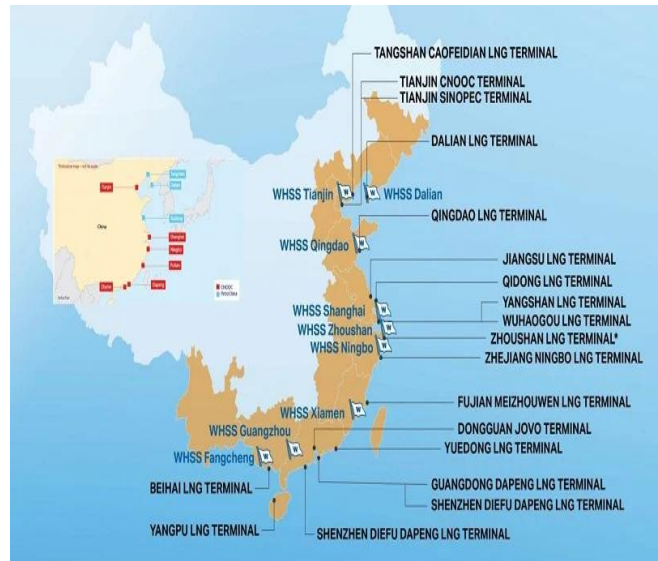 TANGSHAN CAOFEIDIAN LNG TERMINAL
TIANJIN CNOOC TERMINAL
TIANJIN SINOPEC TERMINAL
DALIAN LNG TERMINAL
WHSS Tianjin
WHSS Dalian
QINGDAO LNG TERMINAL
WHSS Qingdao
JIANGSU LNG TERMINAL
QIDONG LNG TERMINAL
YANGSHAN LNG TERMINAL
WHSS Shanghai
WUHAOGOU LNG TERMINAL
WHSS Zhoushan
ZHOUSHAN LNG TERMINAL*
WHSS Ningbo
ZHEJIANG NINGBO LNG TERMINAL
FUJIAN MEIZHOUWEN LNG TERMINAL
WHSS Xiamen
DONGGUAN JOVO TERMINAL
WHSS Guangzhou
YUEDONG LNG TERMINAL
WHSS Fangcheng
GUANGDONG DAPENG LNG TERMINAL
BEIHAI LNG TERMINAL
SHENZHEN DIEFU DAPENG LNG TERMINAL
YANGPU LNG TERMINAL
SHENZHEN DIEFU DAPENG LNG TERMINAL
China
Shanghai
Ningbo
Dapeng
CNOOC
PetroChina